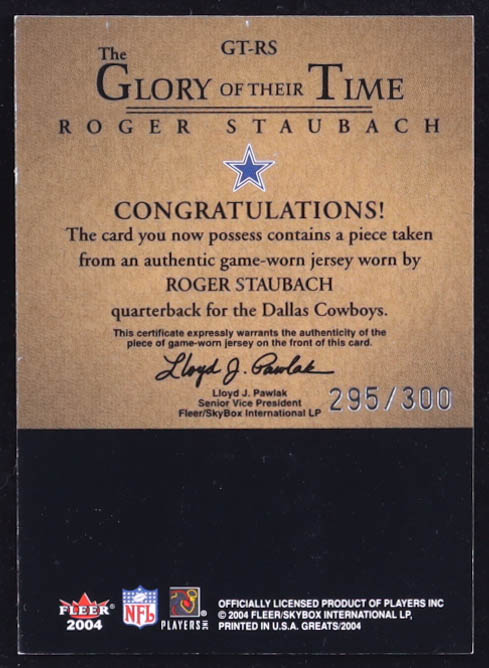 GT-RS
The
GLORY OF THEIR TIME
ROGER STAUBACH
CONGRATULATIONS!
The card you now possess contains a piece taken
from an authentic game-worn jersey worn by
ROGER STAUBACH
quarterback for the Dallas Cowboys.
This certificate expressly warrants the authenticity of the
piece of game-worn jersey on the front of this card.
Lloyd J. Pawlak
Lloyd J. Pawlak
Senior Vice President
Fleer/SkyBox International LP
295/300
FLEER
2004
NFL
PLAYERS INC
OFFICIALLY LICENSED PRODUCT OF PLAYERS INC
© 2004 FLEER/SKYBOX INTERNATIONAL LP,
PRINTED IN U.S.A. GREATS/2004